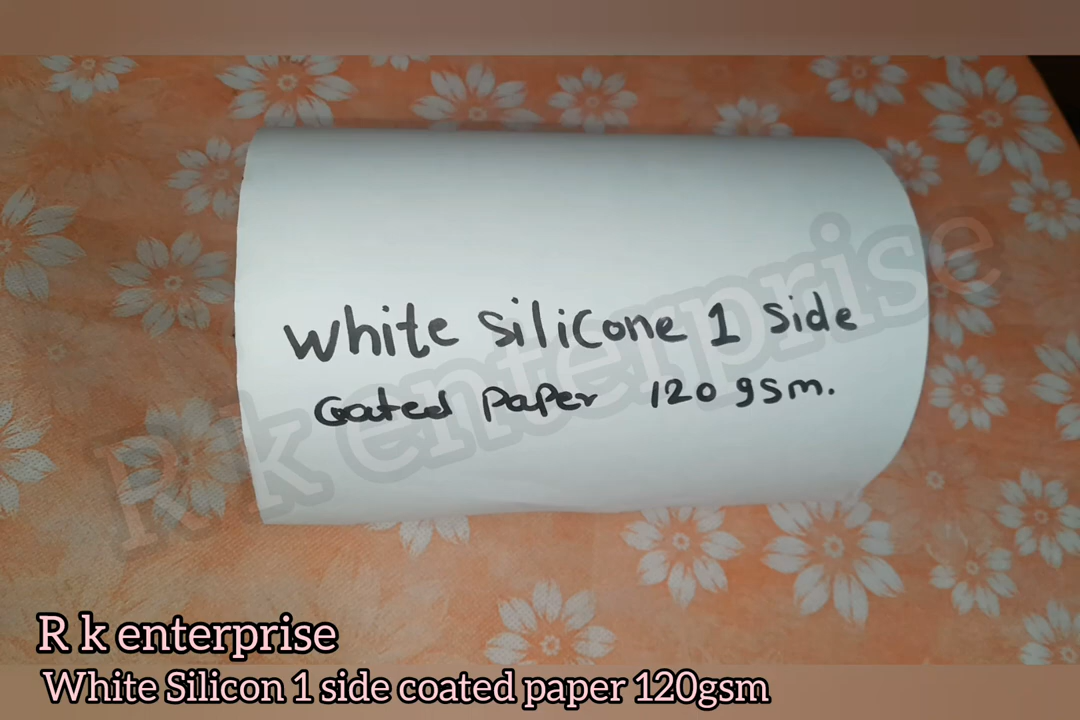 White Silicone 1 Side
Coated Paper 120 gsm.
R k enterprise
R k enterprise
White Silicon 1 side coated paper 120gsm